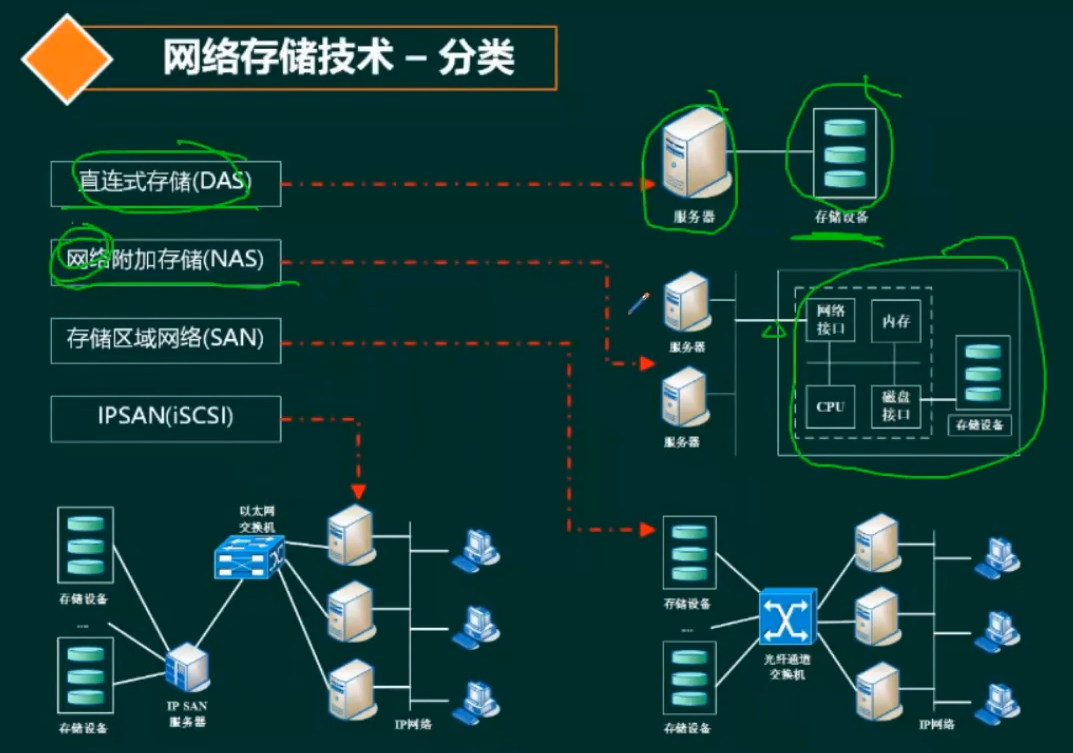 网络存储技术 – 分类
直连式存储(DAS)
服务器
存储设备
网络附加存储(NAS)
服务器
服务器
网络
接口
内存
CPU
磁盘
接口
存储设备
存储区域网络(SAN)
IPSAN(iSCSI)
存储设备
...
存储设备
IP SAN
服务器
以太网
交换机
IP网络
存储设备
...
存储设备
光纤通道
交换机
IP网络